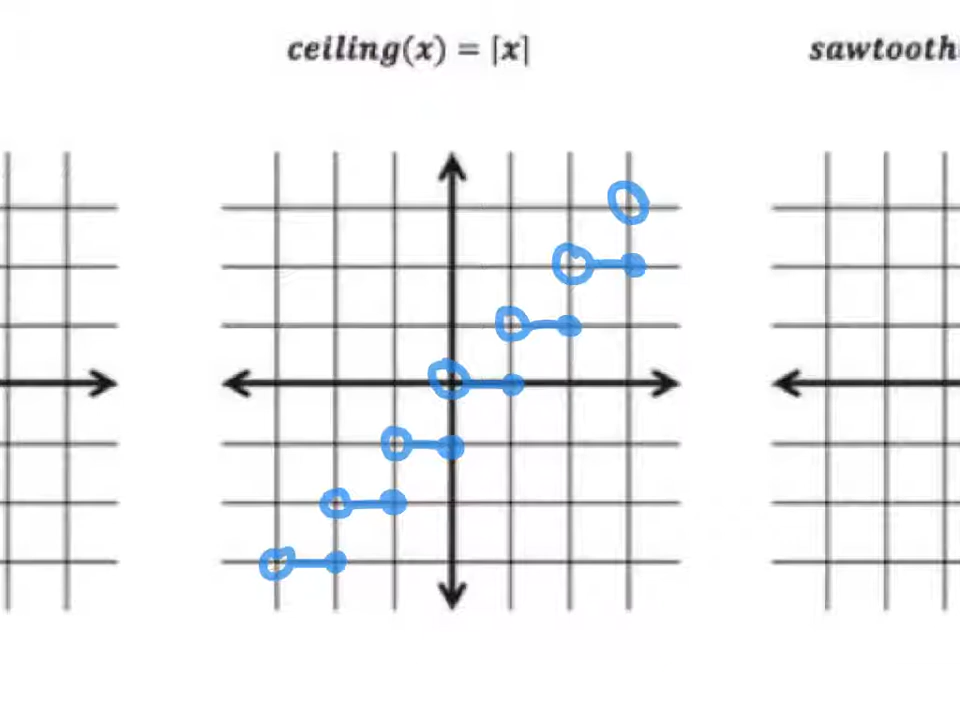 ceiling(x) = ⌈x⌉
sawtooth